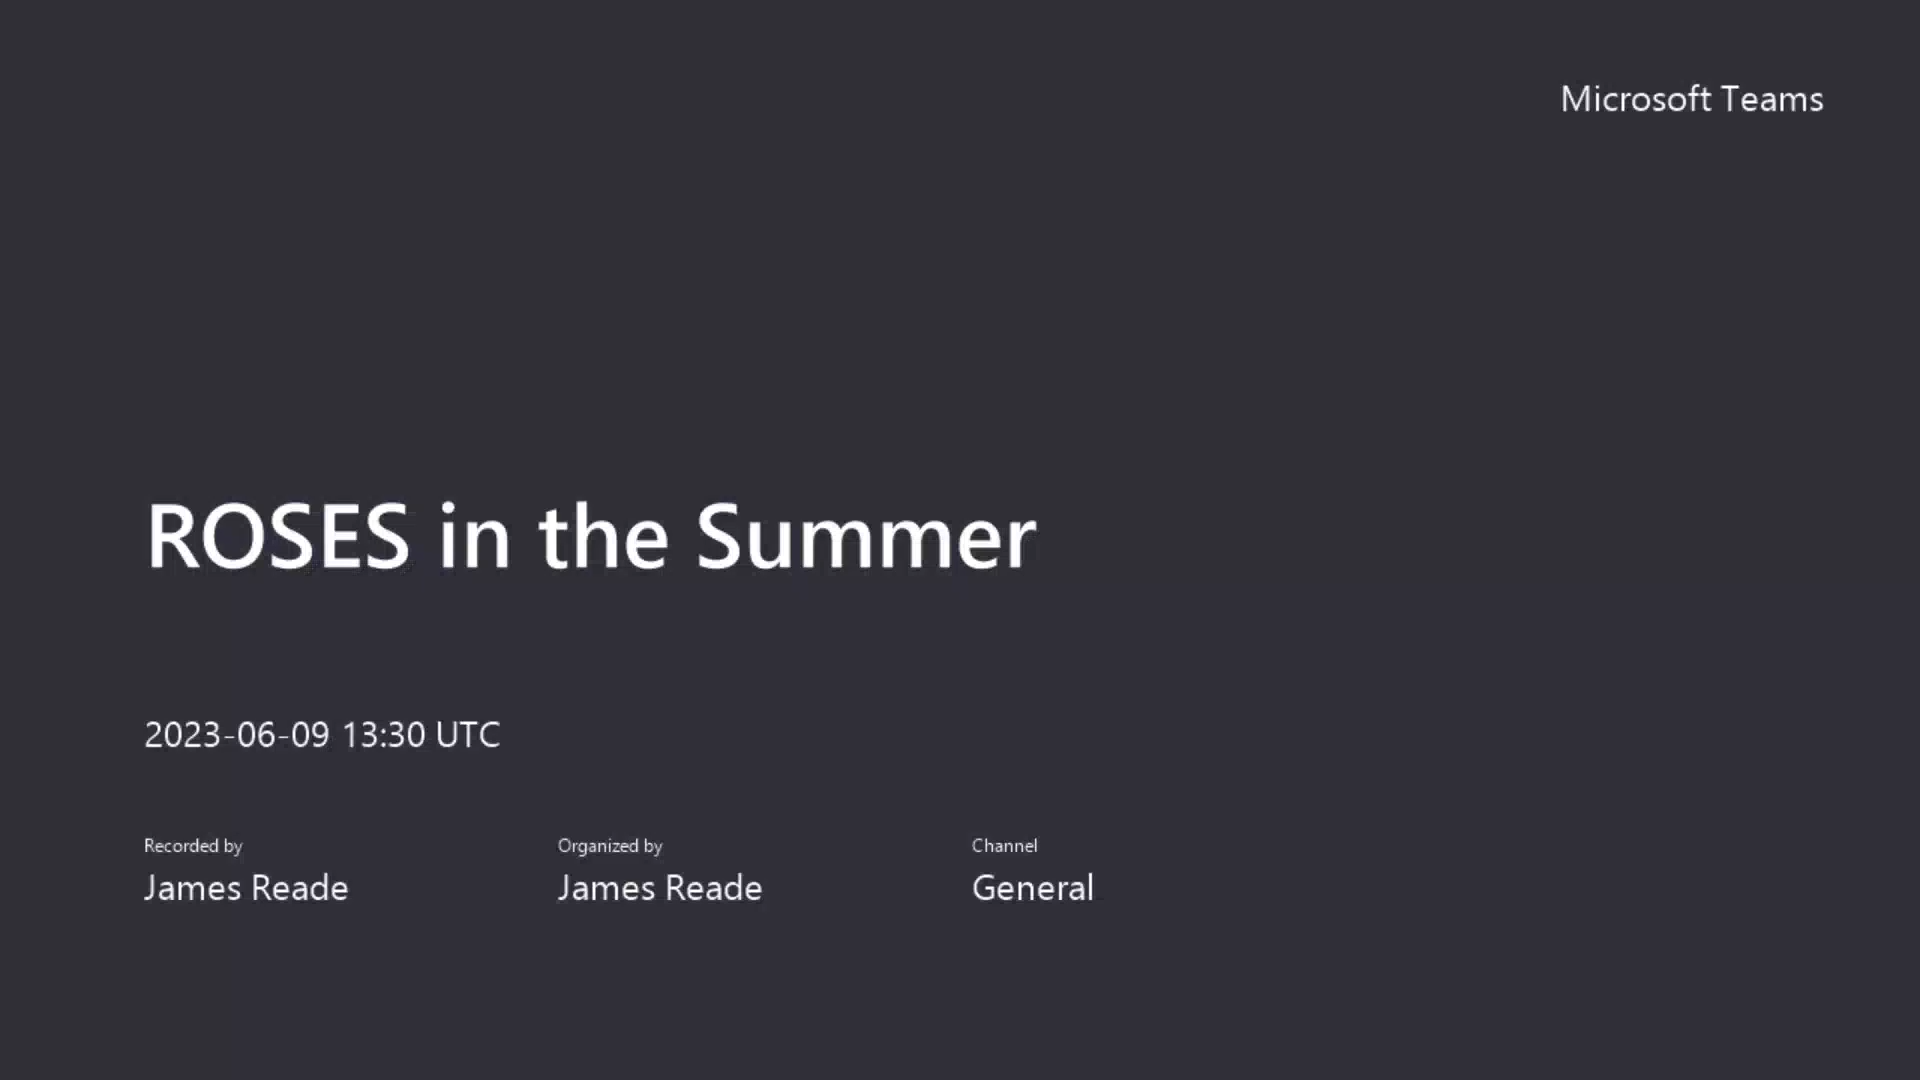 Microsoft Teams
ROSES in the Summer
2023-06-09 13:30 UTC
Recorded by
James Reade
Organized by
James Reade
Channel
General